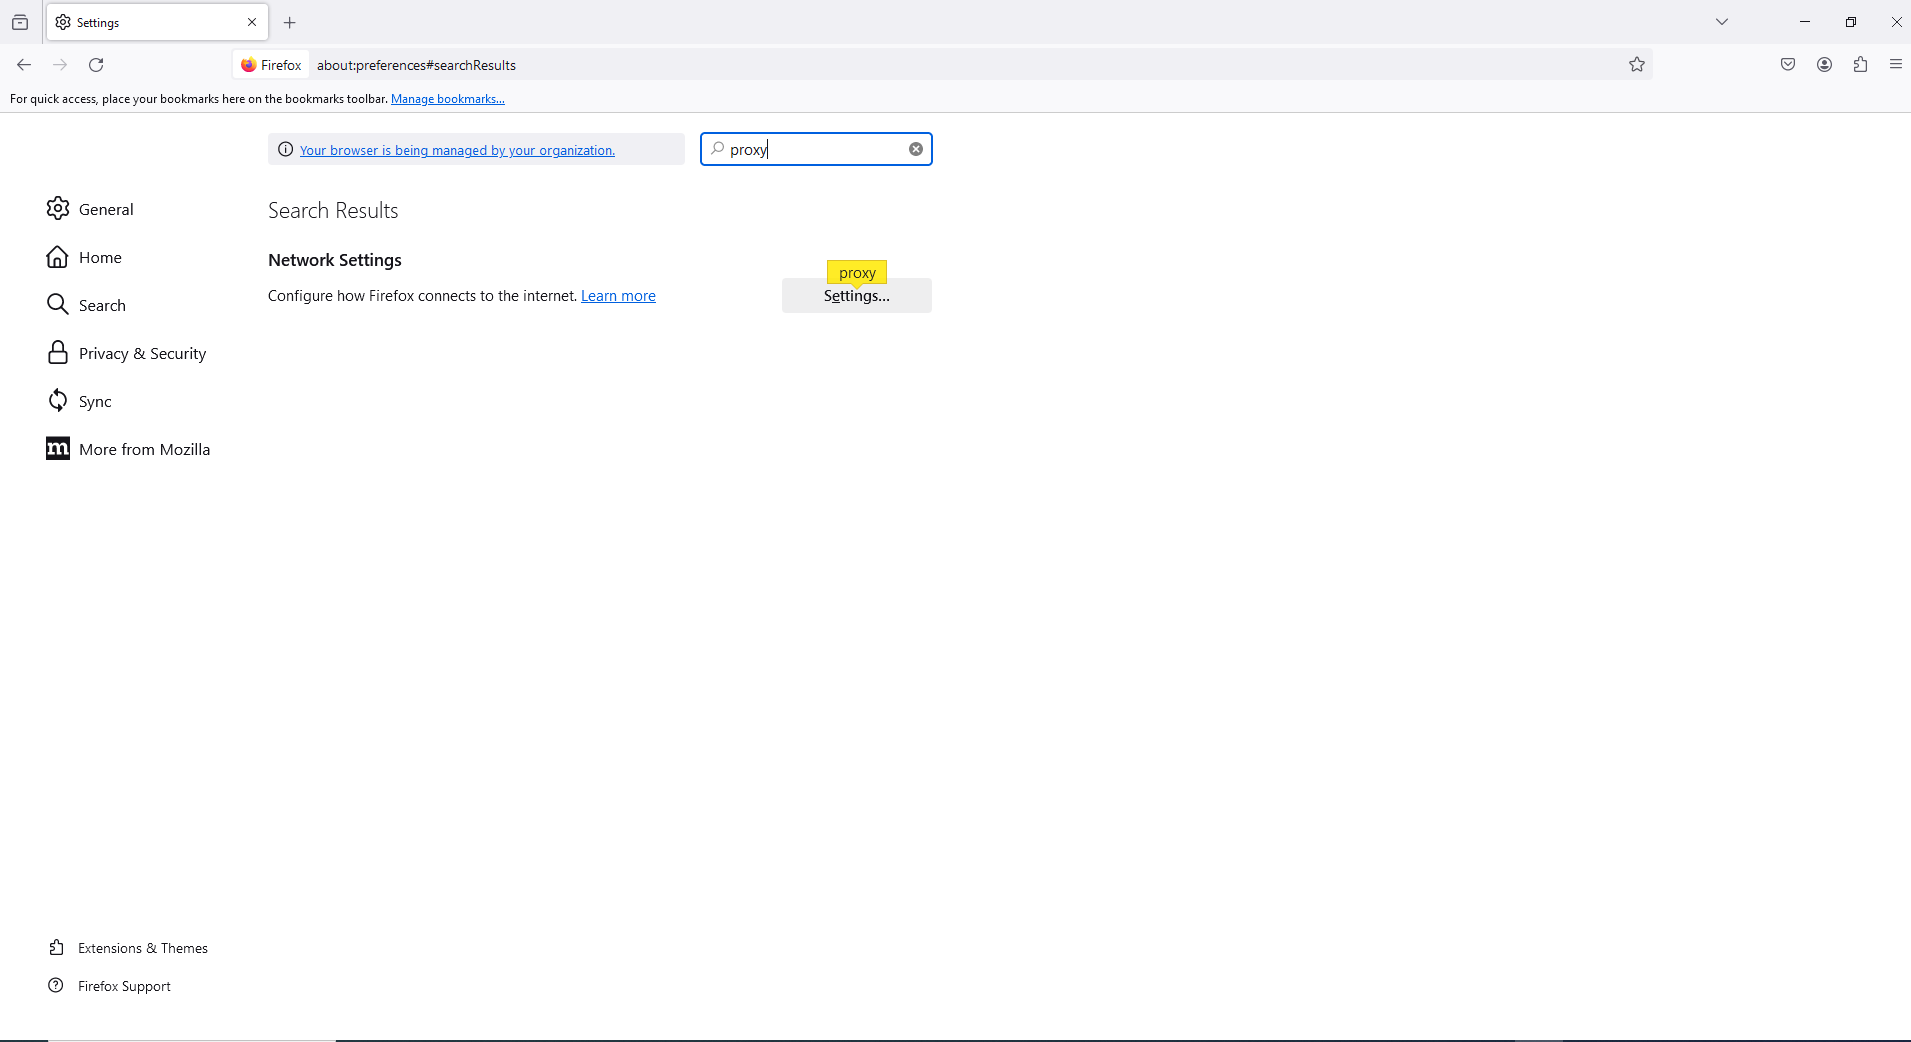 Settings
Firefox about:preferences#searchResults
For quick access, place your bookmarks here on the bookmarks toolbar. Manage bookmarks...
Your browser is being managed by your organization.
proxy
General
Home
Search
Privacy & Security
Sync
m More from Mozilla
Search Results
Network Settings
proxy
Configure how Firefox connects to the internet. Learn more
Settings...
Extensions & Themes
Firefox Support